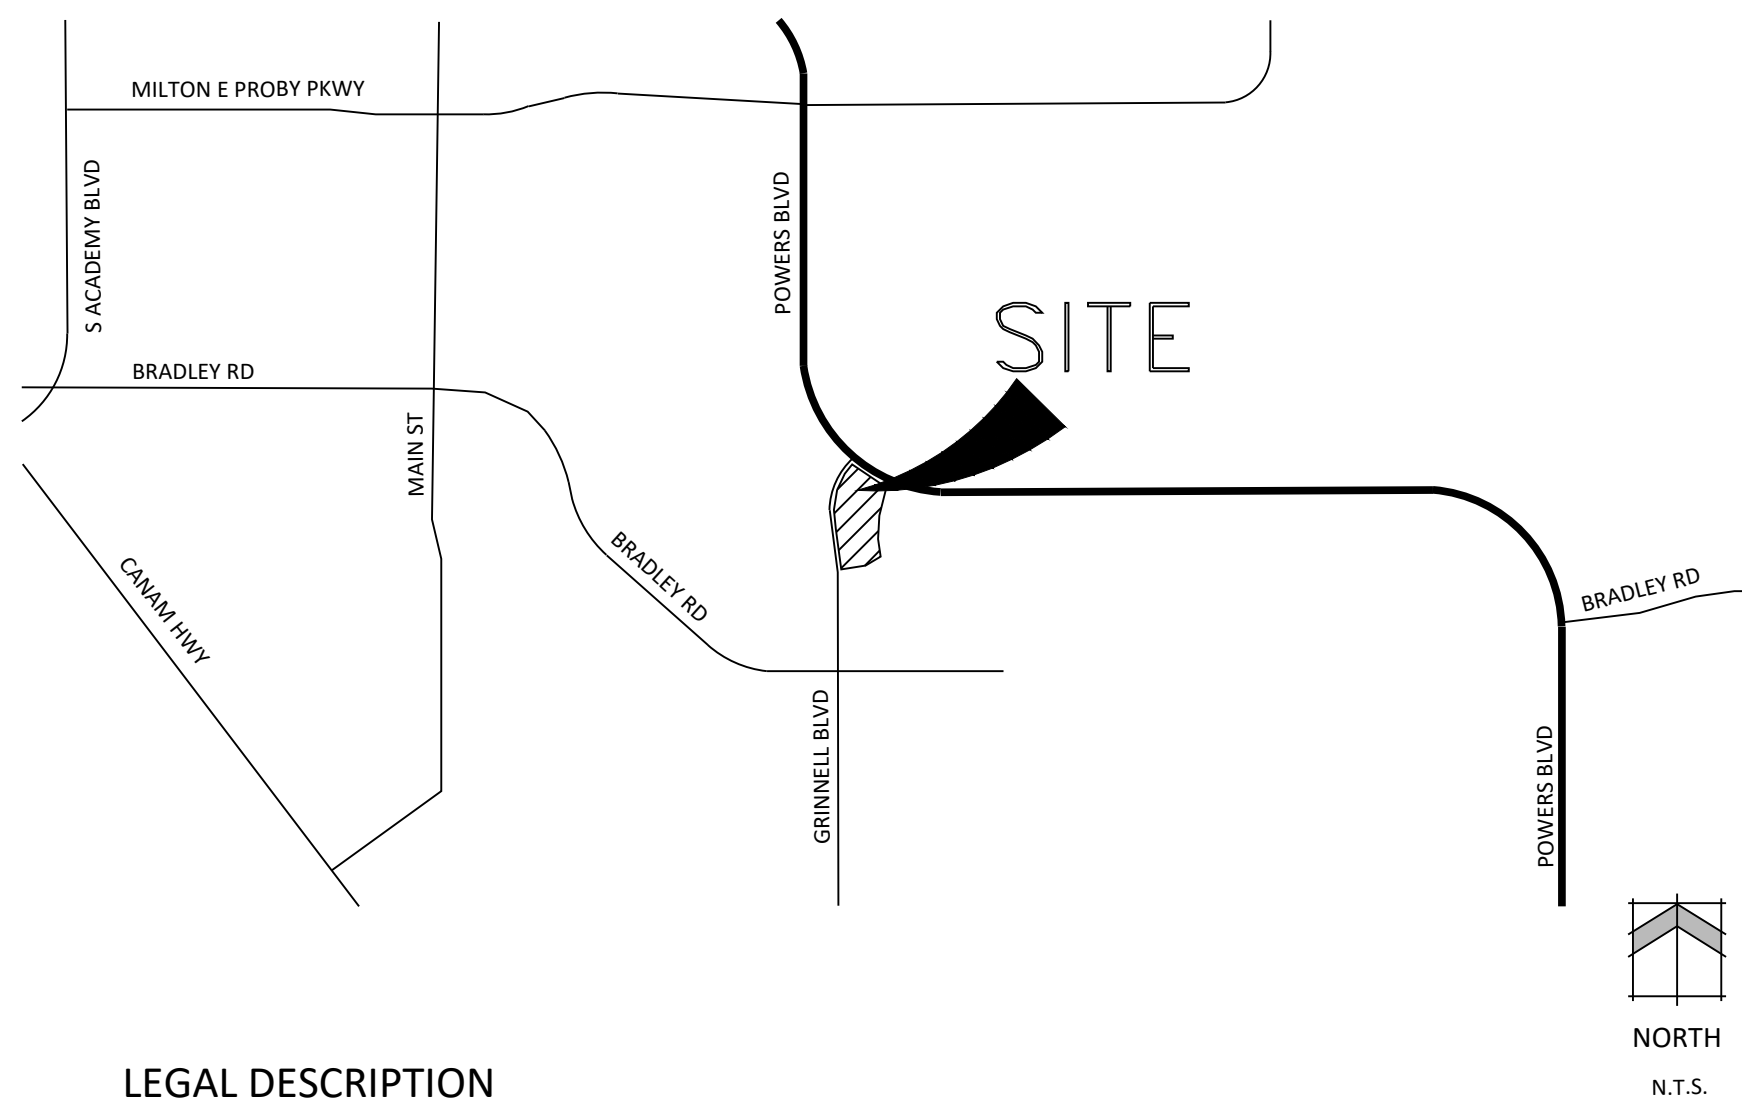 MILTON E PROBY PKWY
S ACADEMY BLVD
POWERS BLVD
SITE
BRADLEY RD
MAIN ST
CANAM HWY
BRADLEY RD
BRADLEY RD
GRINNELL BLVD
POWERS BLVD
NORTH
N.T.S.
LEGAL DESCRIPTION